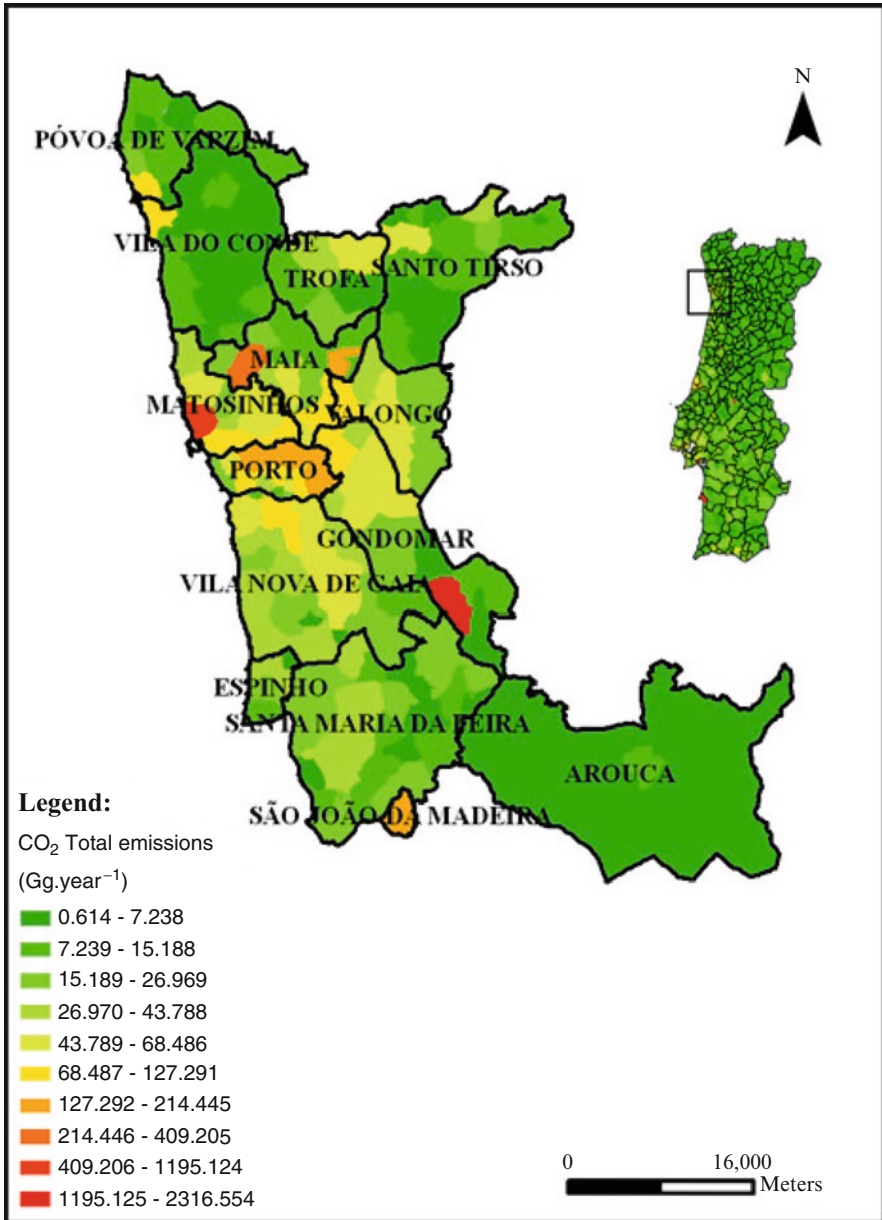 N
PÓVOA DE VARZIM
VILA DO CONDE
TROFA
SANTO TIRSO
MAIA
MATOSINHOS
VALONGO
PORTO
GONDOMAR
VILA NOVA DE GAIA
ESPINHO
SANTA MARIA DA FEIRA
AROUCA
SÃO JOÃO DA MADEIRA
Legend:
CO₂ Total emissions
(Gg.year⁻¹)
0.614 - 7.238
7.239 - 15.188
15.189 - 26.969
26.970 - 43.788
43.789 - 68.486
68.487 - 127.291
127.292 - 214.445
214.446 - 409.205
409.206 - 1195.124
1195.125 - 2316.554
0 16,000
Meters